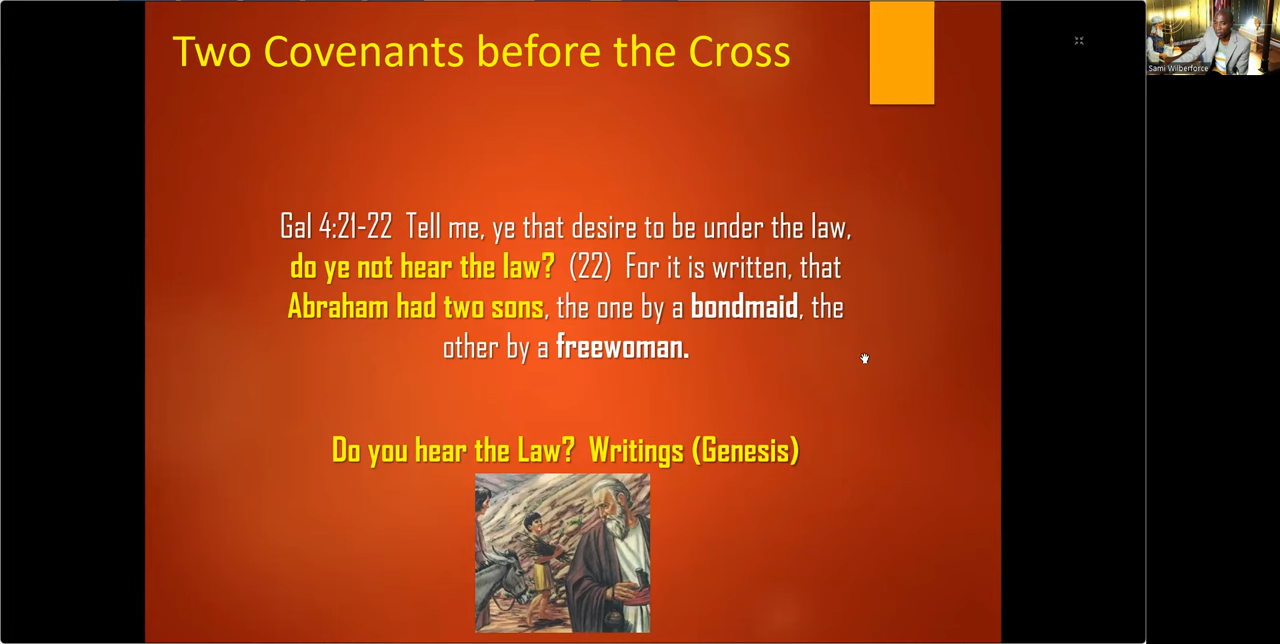 Two Covenants before the Cross
Sami Wilberforce
Gal 4:21-22 Tell me, ye that desire to be under the law,
do ye not hear the law? (22) For it is written, that
Abraham had two sons, the one by a bondmaid, the
other by a freewoman.
Do you hear the Law? Writings (Genesis)